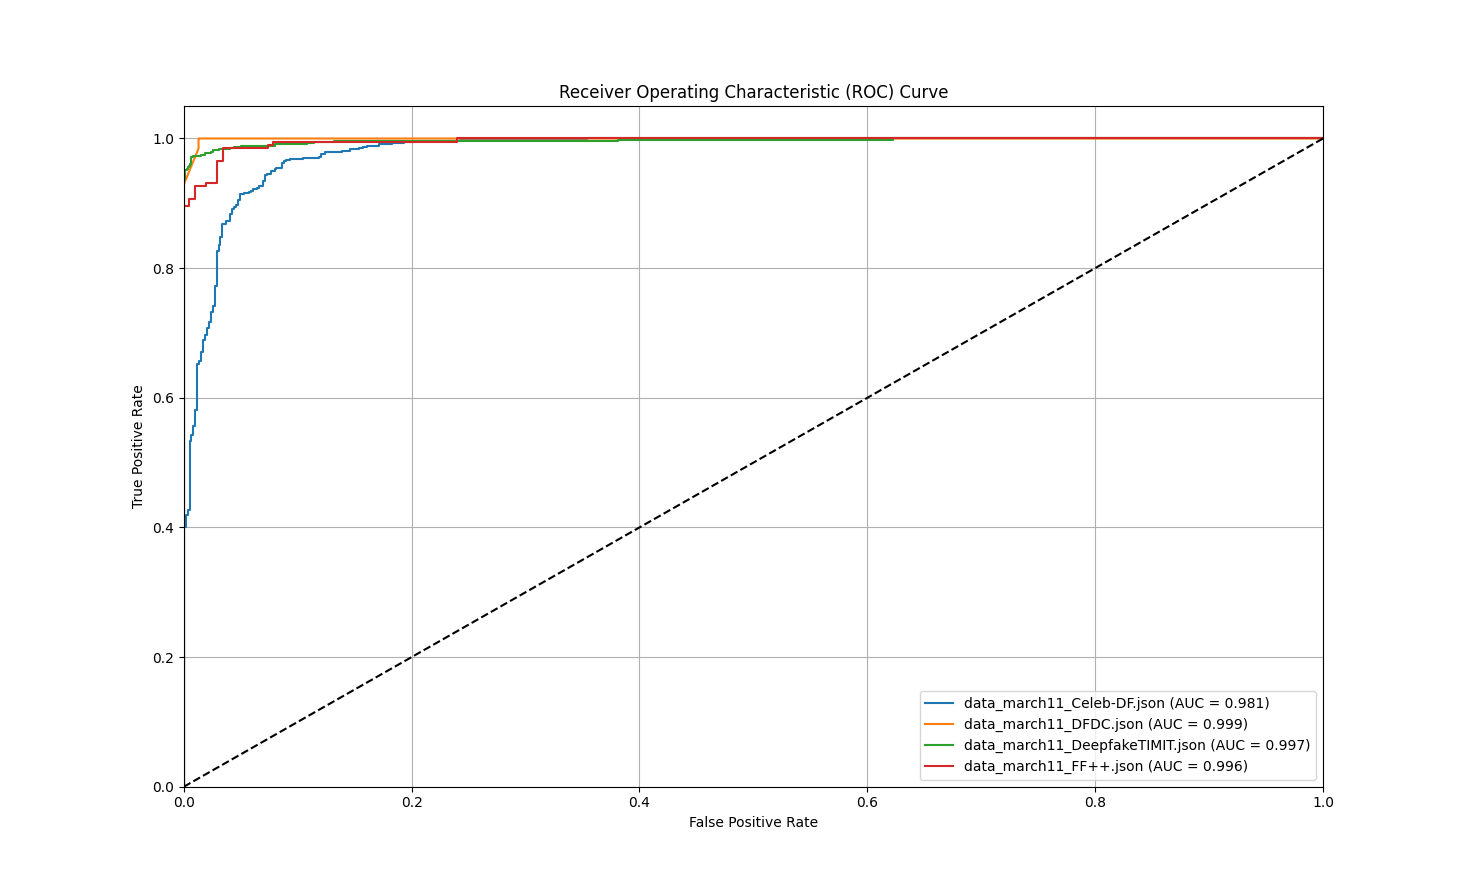 Receiver Operating Characteristic (ROC) Curve
1.0
0.8
0.6
0.4
0.2
0.0
True Positive Rate
data_march11_Celeb-DF.json (AUC = 0.981)
data_march11_DFDC.json (AUC = 0.999)
data_march11_DeepfakeTIMIT.json (AUC = 0.997)
data_march11_FF++.json (AUC = 0.996)
0.0 0.2 0.4 0.6 0.8 1.0
False Positive Rate